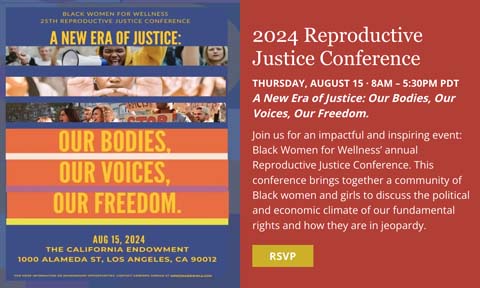 BLACK WOMEN FOR WELLNESS
25TH REPRODUCTIVE JUSTICE CONFERENCE
A NEW ERA OF JUSTICE:
OUR BODIES,
OUR VOICES,
OUR FREEDOM.
AUG 15, 2024
THE CALIFORNIA ENDOWMENT
1000 ALAMEDA ST, LOS ANGELES, CA 90012
2024 Reproductive
Justice Conference
THURSDAY, AUGUST 15 · 8AM – 5:30PM PDT
A New Era of Justice: Our Bodies, Our
Voices, Our Freedom.
Join us for an impactful and inspiring event:
Black Women for Wellness’ annual
Reproductive Justice Conference. This
conference brings together a community of
Black women and girls to discuss the political
and economic climate of our fundamental
rights and how they are in jeopardy.
RSVP